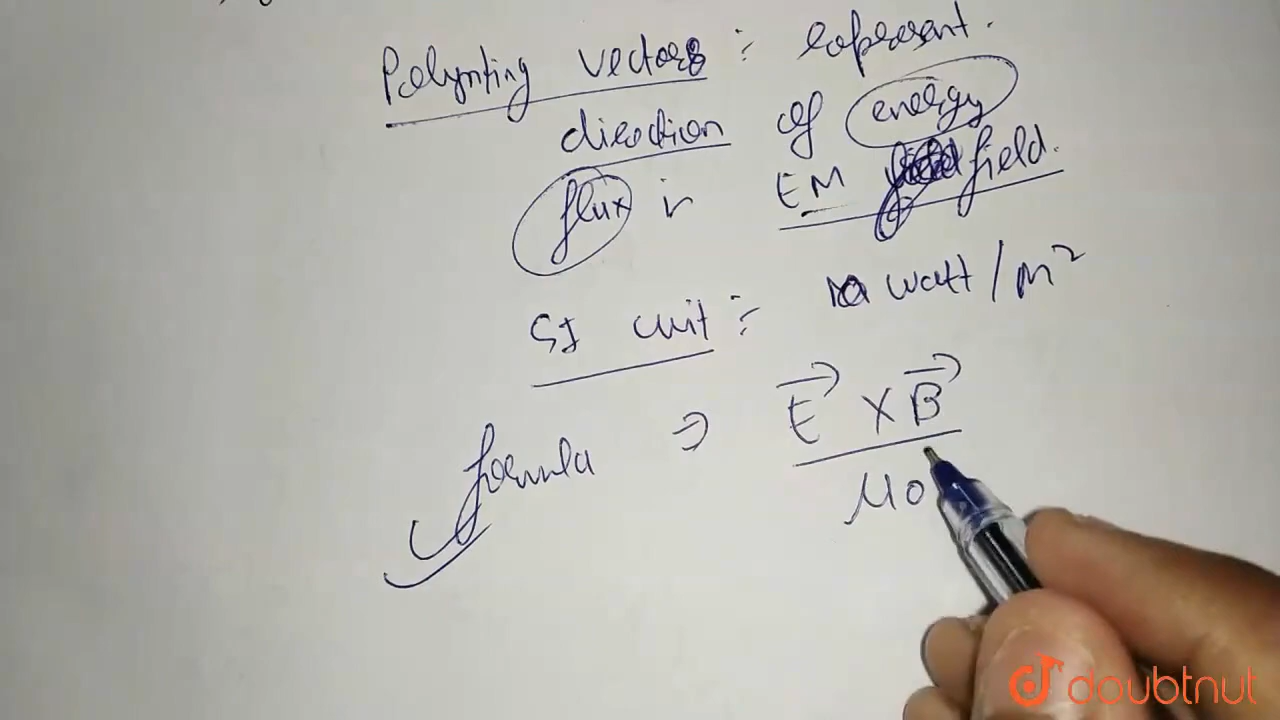 Poynting vectors : represent.
direction of energy
flux in EM field.
SI unit : watt/m²
formula ⇒ E⃗ × B⃗
μ0
doubtnut